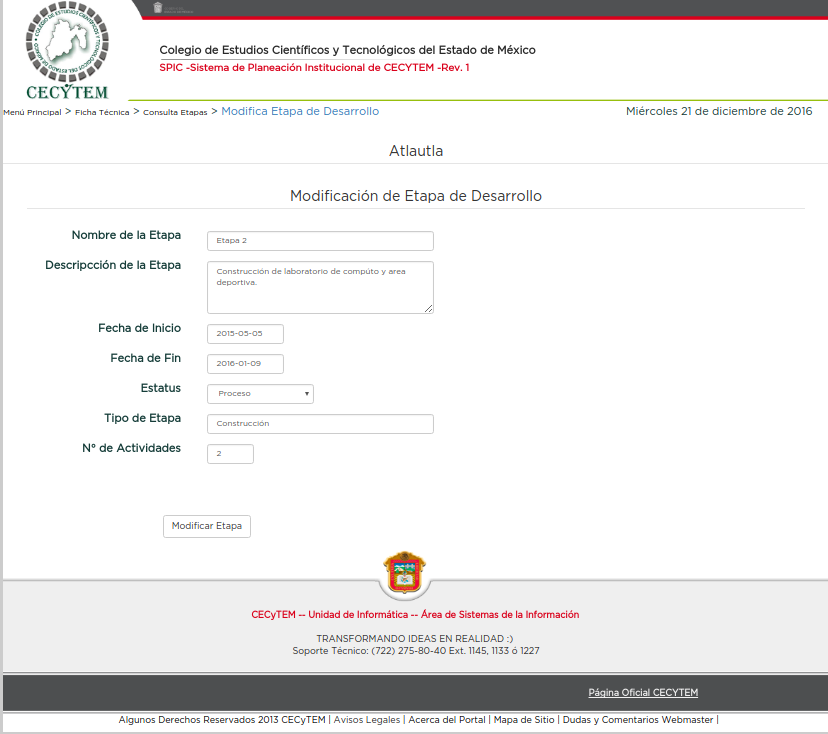 Colegio de Estudios Científicos y Tecnológicos del Estado de México
SPIC -Sistema de Planeación Institucional de CECYTEM -Rev. 1
CECYTEM
Menú Principal > Ficha Técnica > Consulta Etapas > Modifica Etapa de Desarrollo
Miércoles 21 de diciembre de 2016
Atlautla
Modificación de Etapa de Desarrollo
Nombre de la Etapa
Etapa 2
Descripcción de la Etapa
Construcción de laboratorio de compúto y area
deportiva.
Fecha de Inicio
2015-05-05
Fecha de Fin
2016-01-09
Estatus
Proceso
Tipo de Etapa
Construcción
N° de Actividades
2
Modificar Etapa
CECyTEM -- Unidad de Informática -- Área de Sistemas de la Información
TRANSFORMANDO IDEAS EN REALIDAD :)
Soporte Técnico: (722) 275-80-40 Ext. 1145, 1133 ó 1227
Página Oficial CECYTEM
Algunos Derechos Reservados 2013 CECyTEM | Avisos Legales | Acerca del Portal | Mapa de Sitio | Dudas y Comentarios Webmaster |